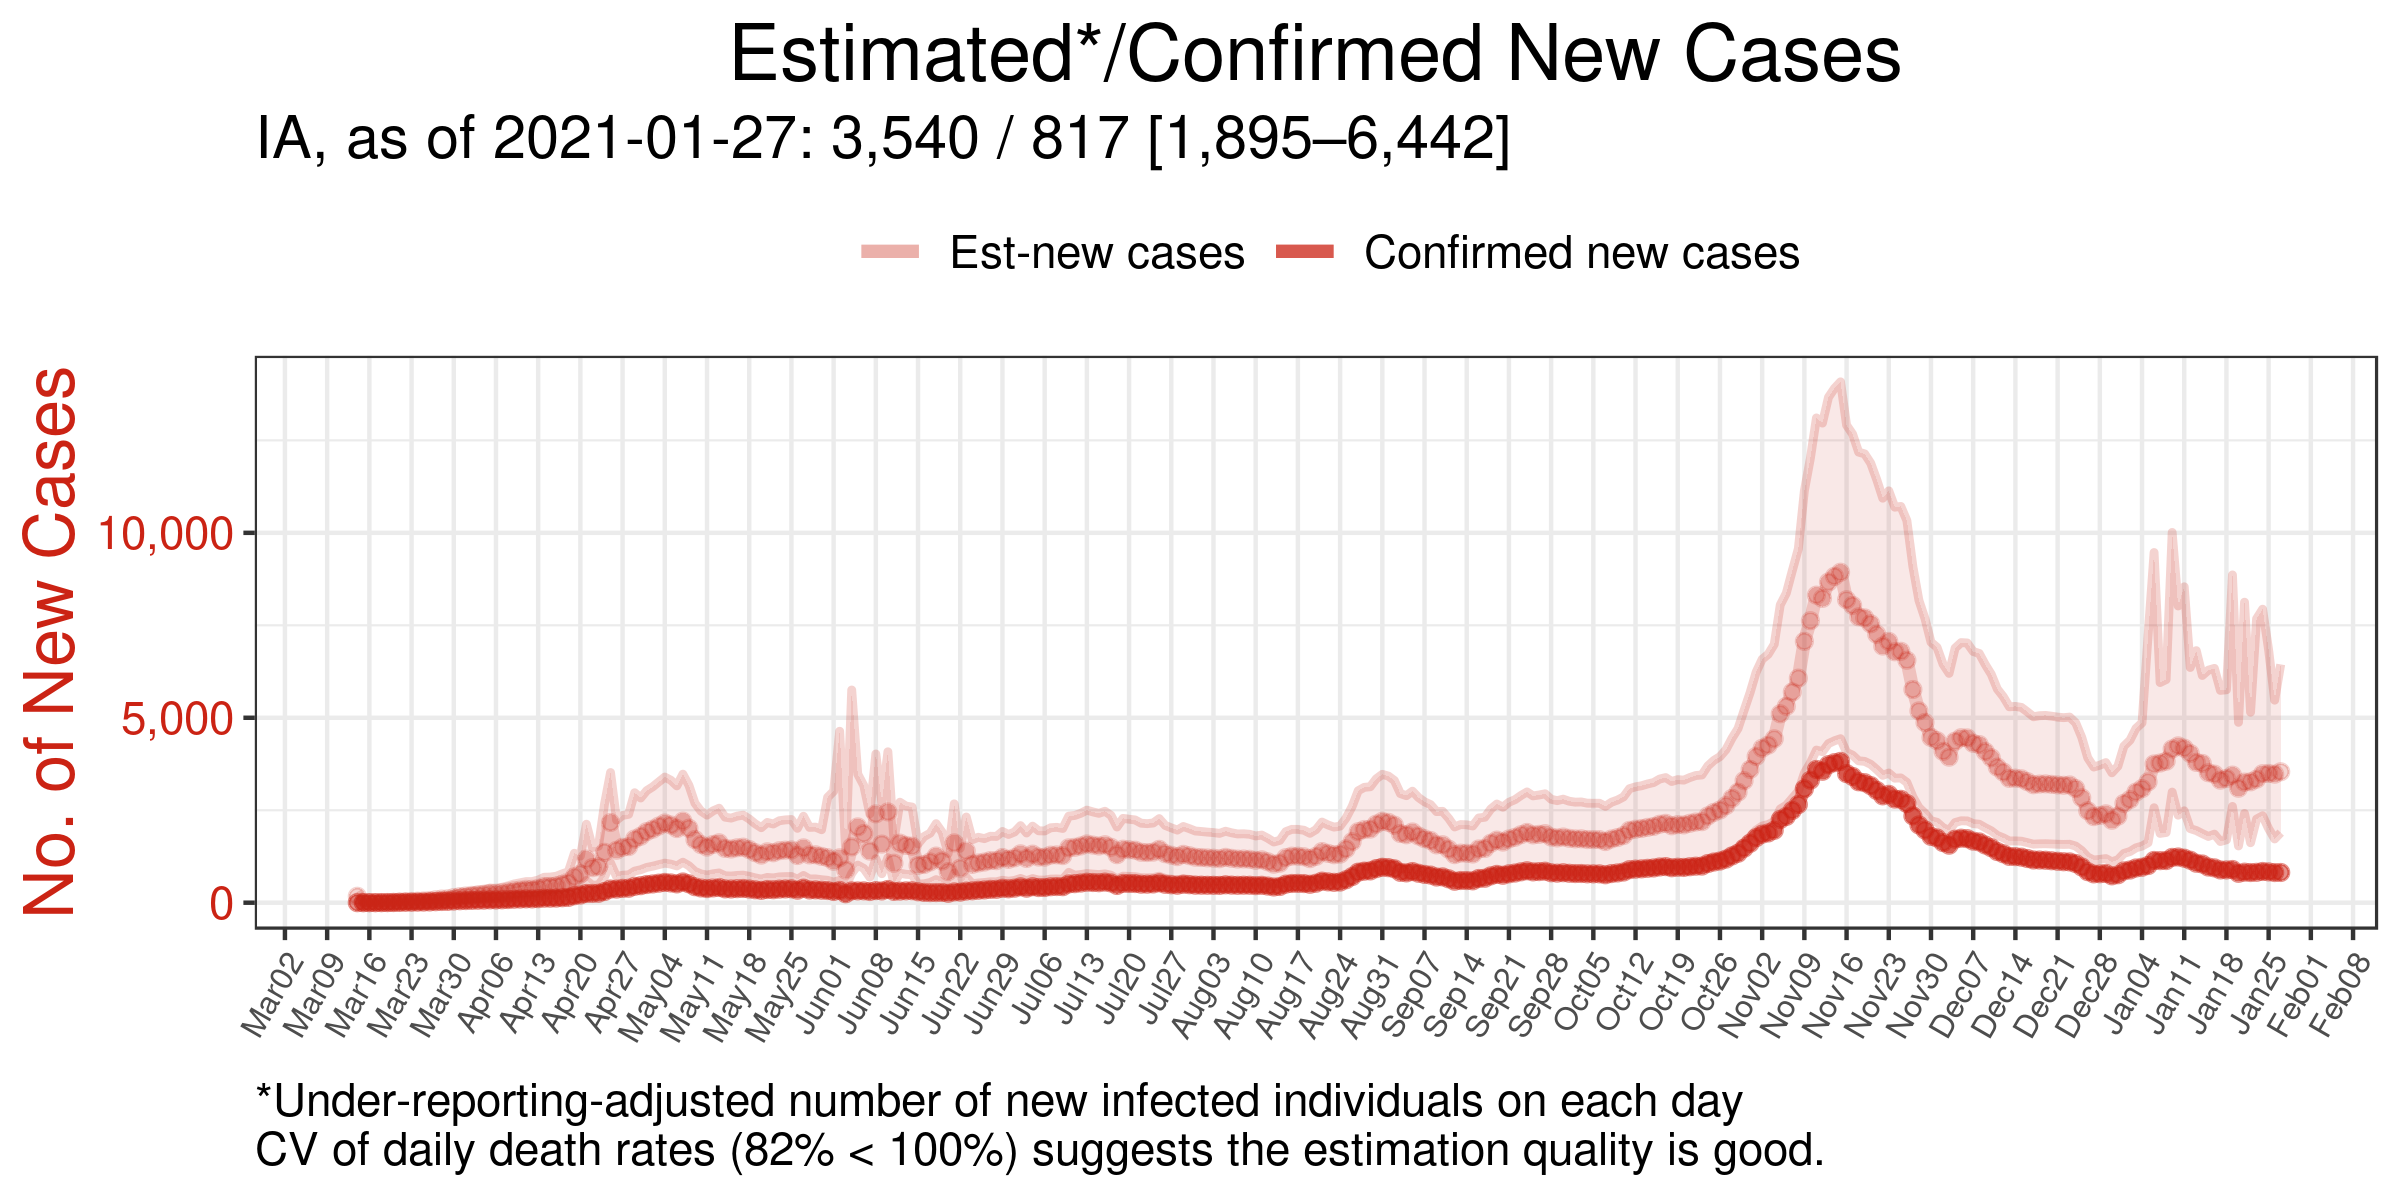 Estimated*/Confirmed New Cases
IA, as of 2021-01-27: 3,540 / 817 [1,895–6,442]
Est-new cases Confirmed new cases
No. of New Cases
10,000
5,000
0
Mar02 Mar09 Mar16 Mar23 Mar30 Apr06 Apr13 Apr20 Apr27 May04 May11 May18 May25 Jun01 Jun08 Jun15 Jun22 Jun29 Jul06 Jul13 Jul20 Jul27 Aug03 Aug10 Aug17 Aug24 Aug31 Sep07 Sep14 Sep21 Sep28 Oct05 Oct12 Oct19 Oct26 Nov02 Nov09 Nov16 Nov23 Nov30 Dec07 Dec14 Dec21 Dec28 Jan04 Jan11 Jan18 Jan25 Feb01 Feb08
*Under-reporting-adjusted number of new infected individuals on each day
CV of daily death rates (82% < 100%) suggests the estimation quality is good.